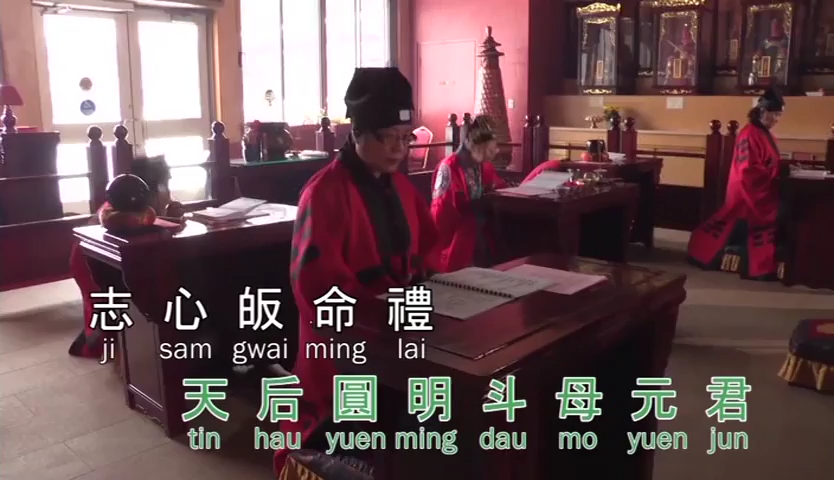 志心皈命禮
ji sam gwai ming lai
天后圓明斗母元君
tin hau yuen ming dau mo yuen jun